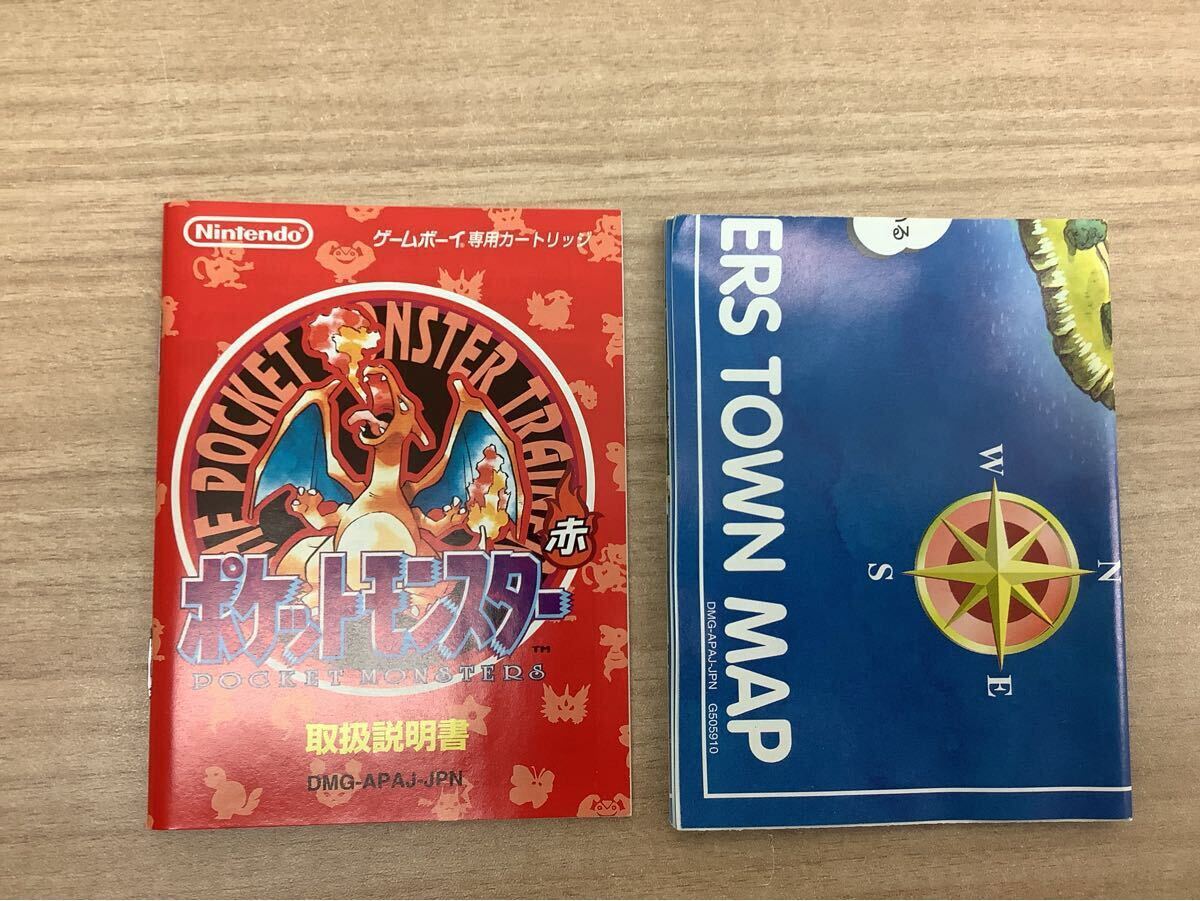 Nintendo®
ゲームボーイ®専用カートリッジ
THE POCKET MONSTER TRAINER
赤
ポケットモンスター
TM
POCKET MONSTERS
取扱説明書
DMG-APAJ-JPN
ERS TOWN MAP
DMG-APAJ-JPN G505910
W
S
N
E